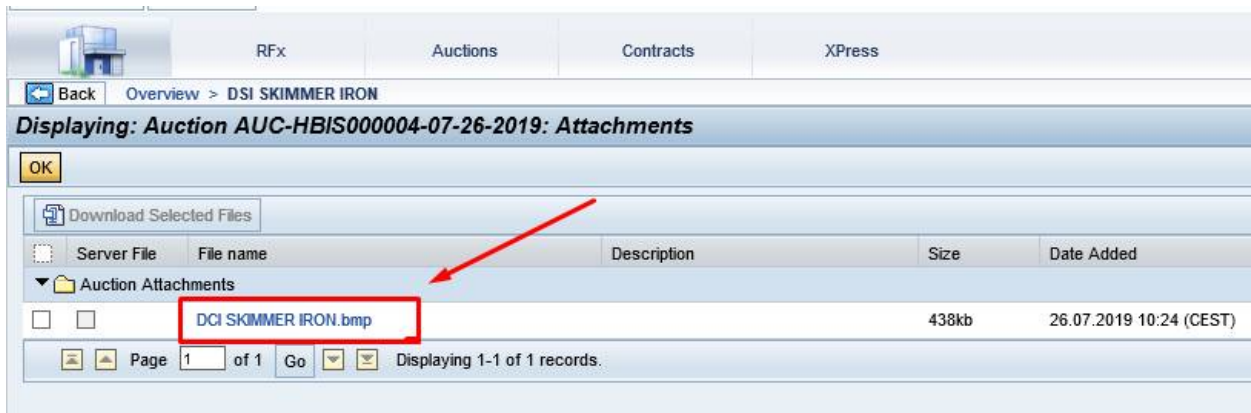 RFx Auctions Contracts XPress
Back Overview > DSI SKIMMER IRON
Displaying: Auction AUC-HBIS000004-07-26-2019: Attachments
OK
Download Selected Files
Server File File name Description Size Date Added
Auction Attachments
DCI SKIMMER IRON.bmp 438kb 26.07.2019 10:24 (CEST)
Page 1 of 1 Go Displaying 1-1 of 1 records.